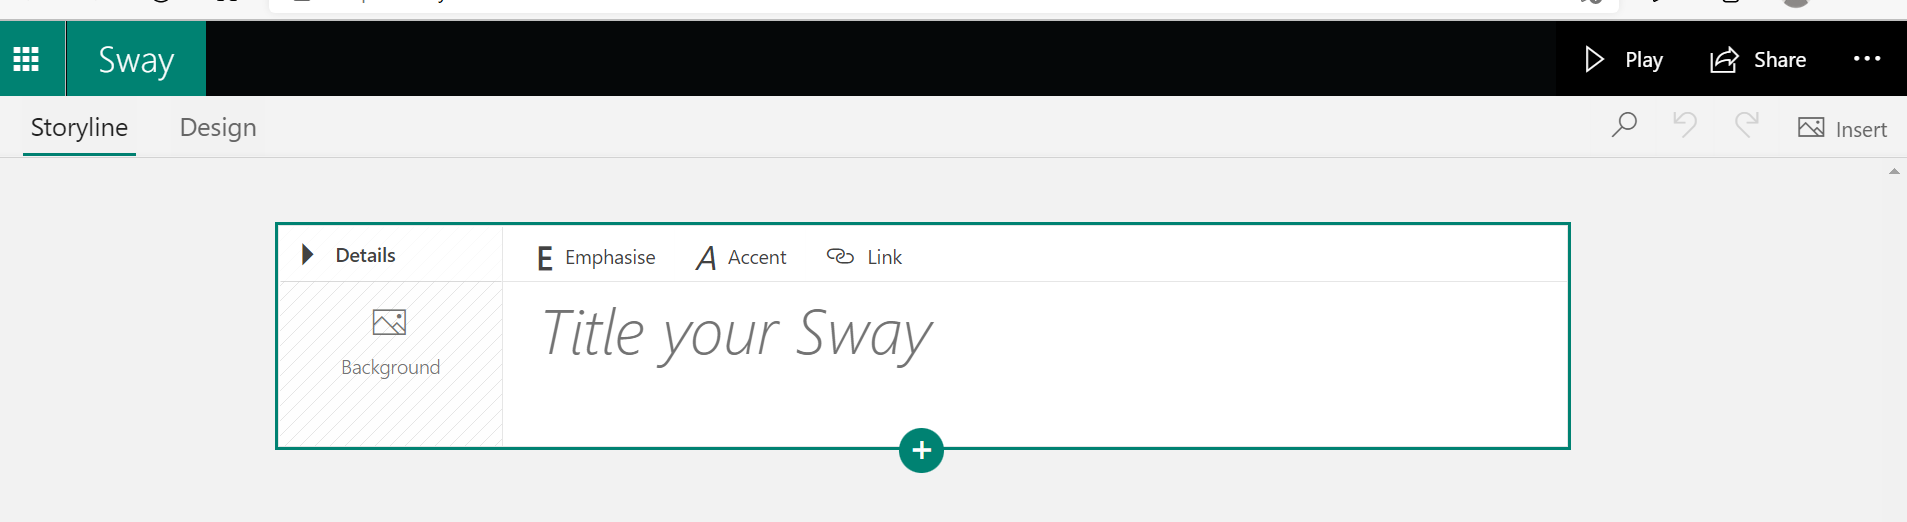 Sway
Play
Share
Storyline
Design
Insert
Details
E Emphasise
A Accent
Link
Background
Title your Sway